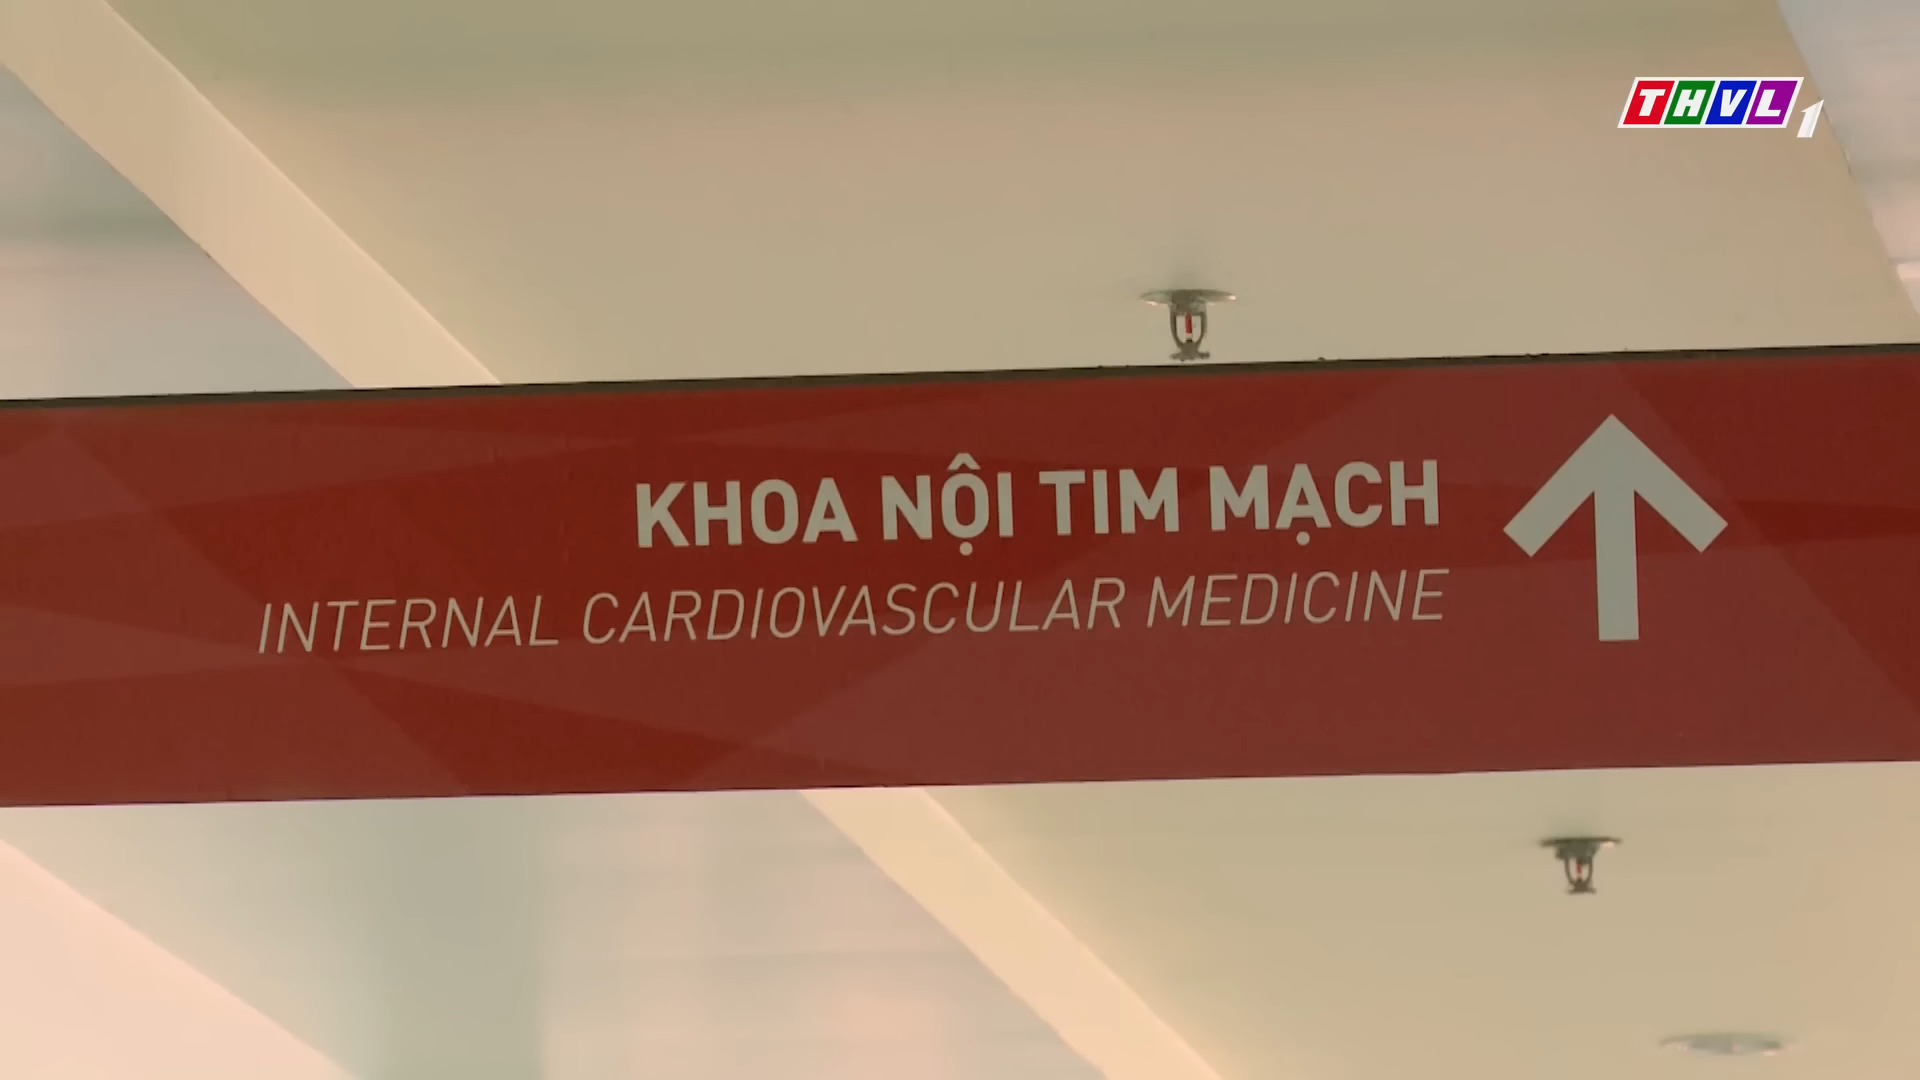 THVL1
KHOA NỘI TIM MẠCH
INTERNAL CARDIOVASCULAR MEDICINE